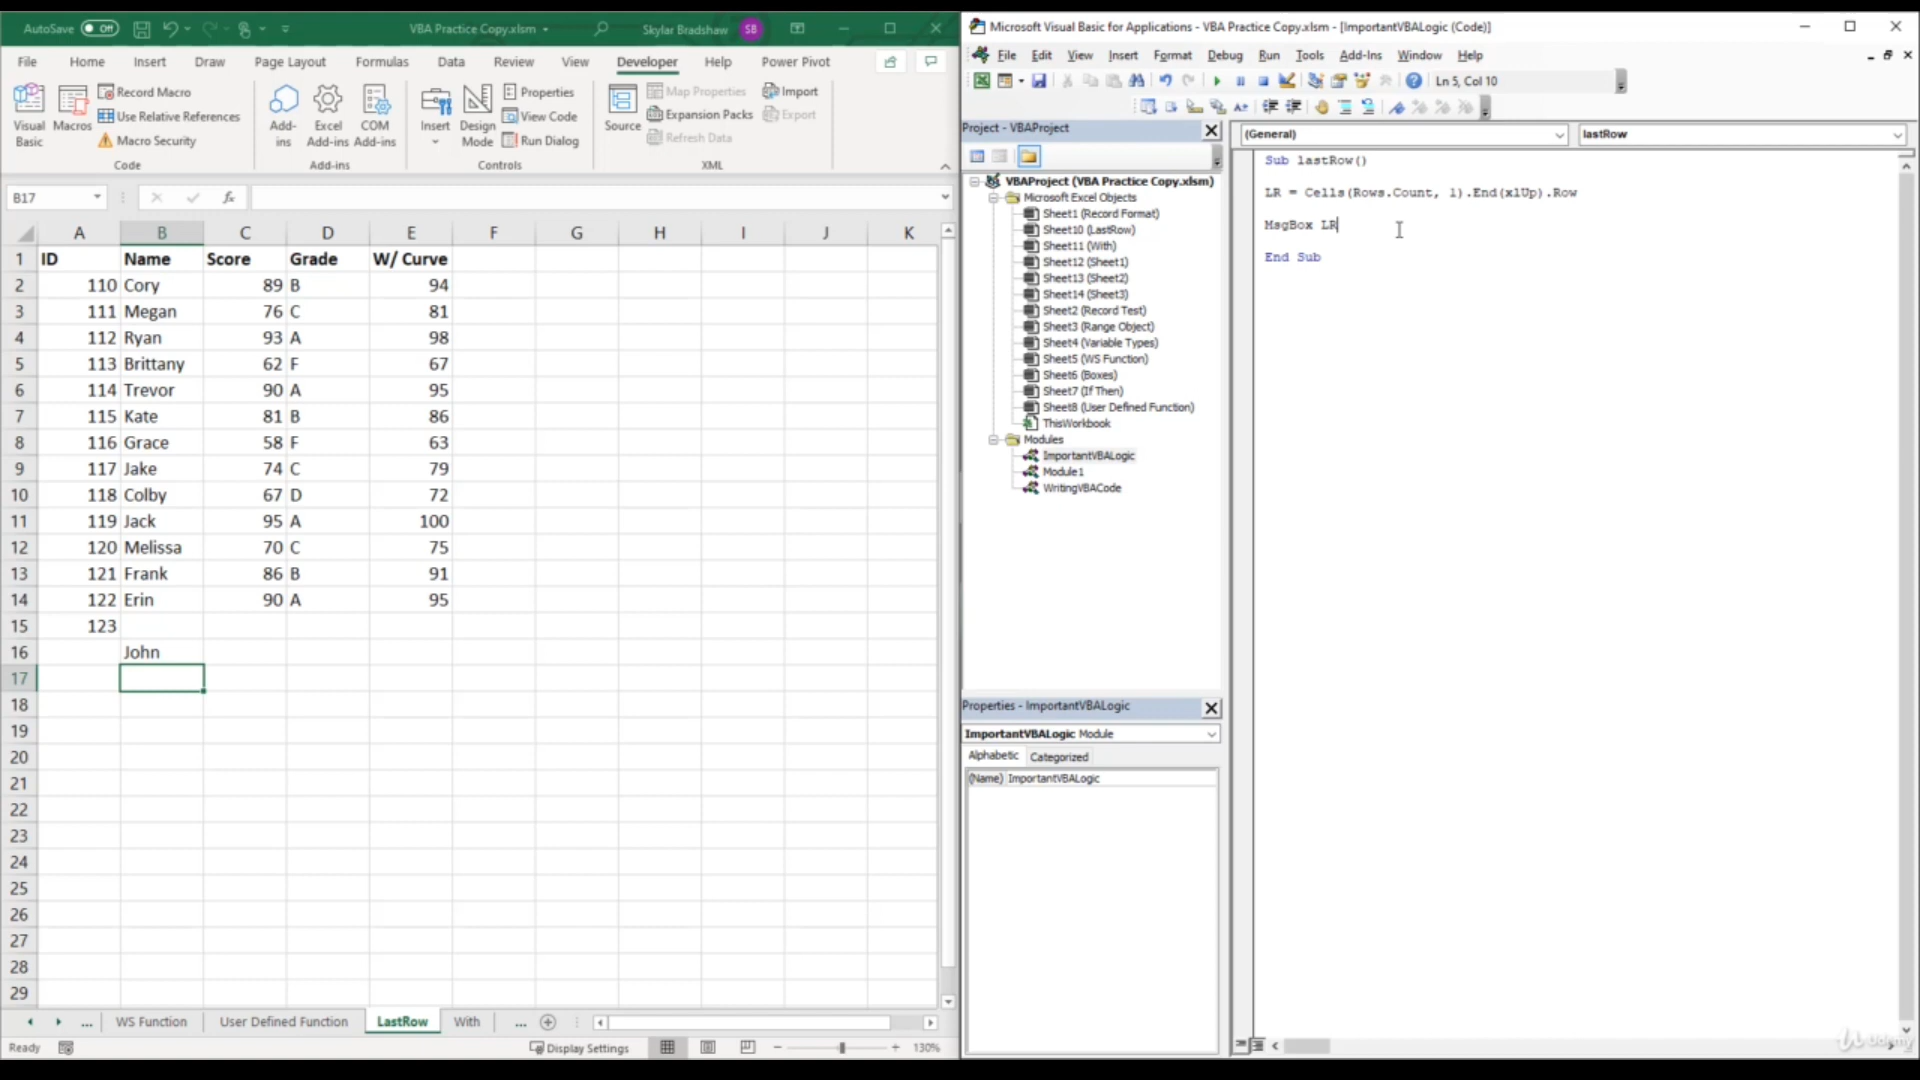 AutoSave Off VBA Practice Copy.xlsm Skylar Bradshaw SB
File Home Insert Draw Page Layout Formulas Data Review View Developer Help Power Pivot
Visual Basic
Macros
Record Macro
Use Relative References
Macro Security
Code
Add-ins
Excel Add-ins
COM Add-ins
Add-ins
Insert
Design Mode
Properties
View Code
Run Dialog
Controls
Source
Map Properties
Expansion Packs
Refresh Data
Import
Export
XML
B17 fx
A B C D E F G H I J K
1 ID Name Score Grade W/ Curve
2 110 Cory 89 B 94
3 111 Megan 76 C 81
4 112 Ryan 93 A 98
5 113 Brittany 62 F 67
6 114 Trevor 90 A 95
7 115 Kate 81 B 86
8 116 Grace 58 F 63
9 117 Jake 74 C 79
10 118 Colby 67 D 72
11 119 Jack 95 A 100
12 120 Melissa 70 C 75
13 121 Frank 86 B 91
14 122 Erin 90 A 95
15 123
16 John
17
18
19
20
21
22
23
24
25
26
27
28
29
... WS Function User Defined Function LastRow With ...
Ready Display Settings 130%
Microsoft Visual Basic for Applications - VBA Practice Copy.xlsm - [ImportantVBALogic (Code)]
File Edit View Insert Format Debug Run Tools Add-Ins Window Help
Ln 5, Col 10
Project - VBAProject
VBAProject (VBA Practice Copy.xlsm)
Microsoft Excel Objects
Sheet1 (Record Format)
Sheet10 (LastRow)
Sheet11 (With)
Sheet12 (Sheet1)
Sheet13 (Sheet2)
Sheet14 (Sheet3)
Sheet2 (Record Test)
Sheet3 (Range Object)
Sheet4 (Variable Types)
Sheet5 (WS Function)
Sheet6 (Boxes)
Sheet7 (If Then)
Sheet8 (User Defined Function)
ThisWorkbook
Modules
ImportantVBALogic
Module1
WritingVBACode
Properties - ImportantVBALogic
ImportantVBALogic Module
Alphabetic Categorized
(Name) ImportantVBALogic
(General) lastRow
Sub lastRow()
LR = Cells(Rows.Count, 1).End(xlUp).Row
MsgBox LR
End Sub
Udemy